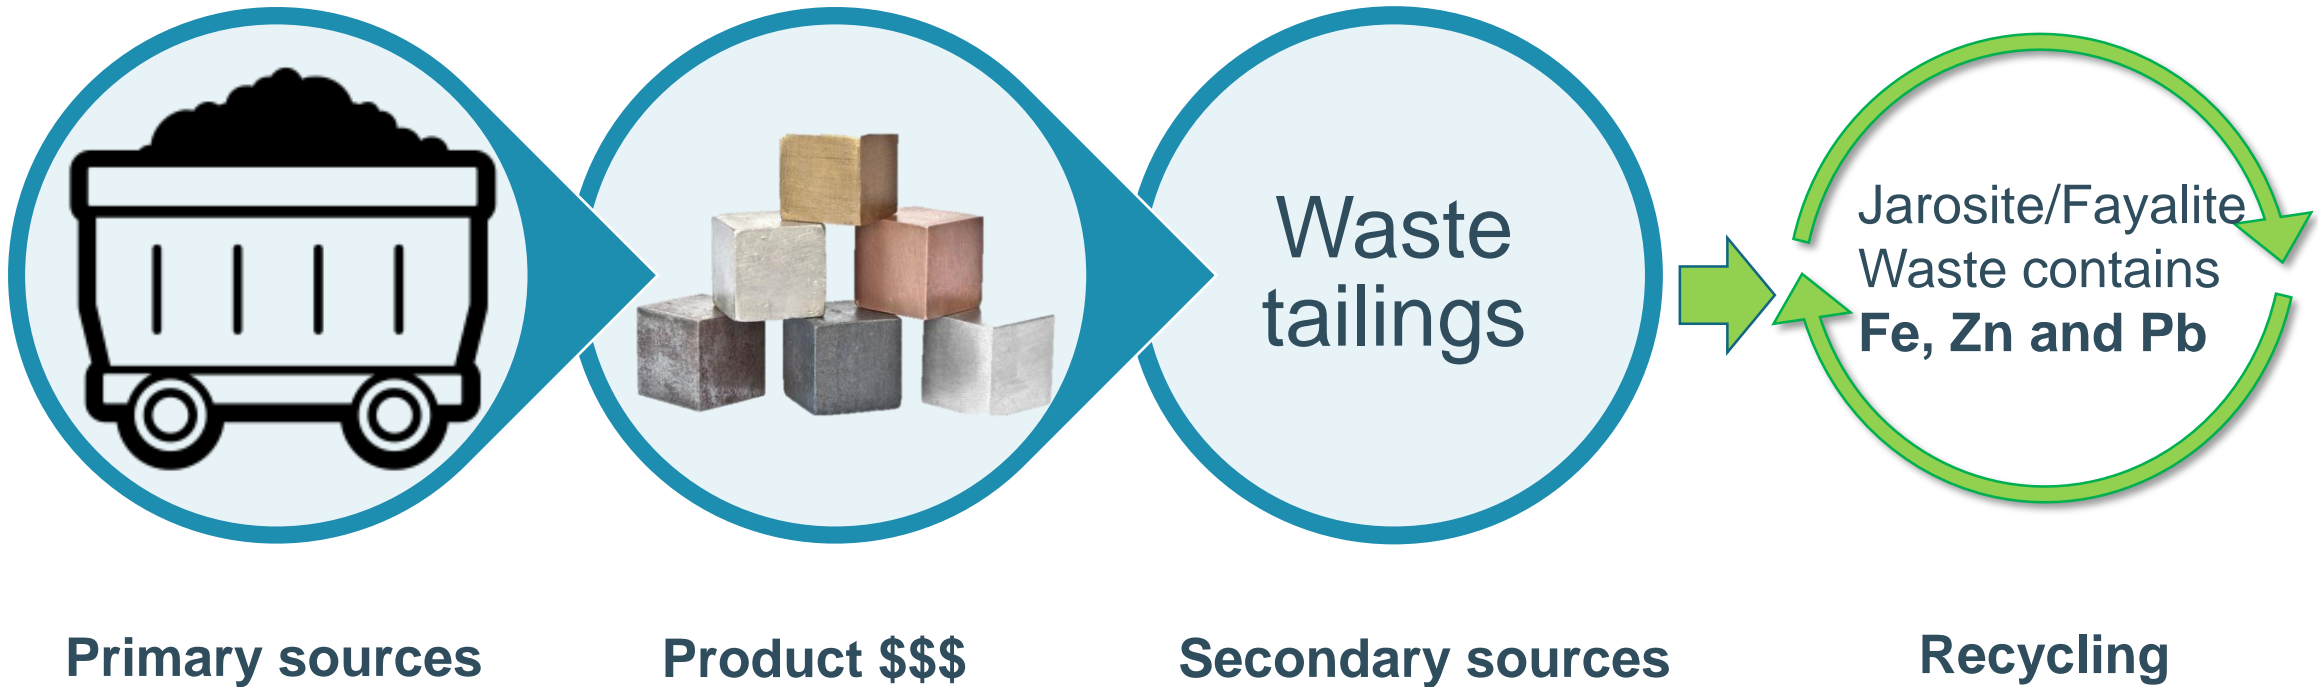 Waste
tailings
Jarosite/Fayalite
Waste contains
Fe, Zn and Pb
Primary sources
Product $$$
Secondary sources
Recycling